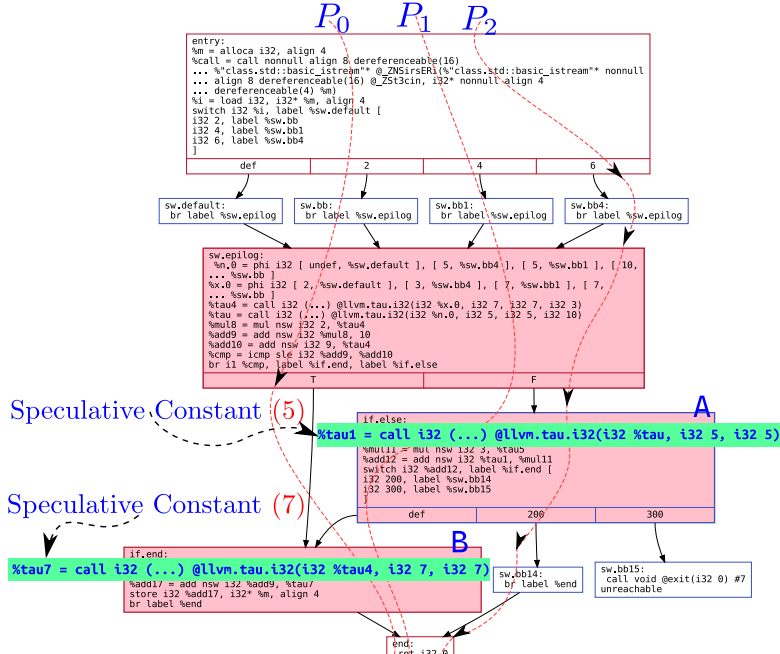 P0 P1 P2
entry:
%m = alloca i32, align 4
%call = call nonnull align 8 dereferenceable(16)
... %"class.std::basic_istream"* @_ZNSirsERi(%"class.std::basic_istream"* nonnull
... align 8 dereferenceable(16) @_ZSt3cin, i32* nonnull align 4
... dereferenceable(4) %m)
%i = load i32, i32* %m, align 4
switch i32 %i, label %sw.default [
i32 2, label %sw.bb
i32 4, label %sw.bb1
i32 6, label %sw.bb4
]
def 2 4 6
sw.default:
br label %sw.epilog
sw.bb:
br label %sw.epilog
sw.bb1:
br label %sw.epilog
sw.bb4:
br label %sw.epilog
sw.epilog:
%n.0 = phi i32 [ undef, %sw.default ], [ 5, %sw.bb4 ], [ 5, %sw.bb1 ], [ 10,
... %sw.bb ]
%x.0 = phi i32 [ 2, %sw.default ], [ 3, %sw.bb4 ], [ 7, %sw.bb1 ], [ 7,
... %sw.bb ]
%tau4 = call i32 (...) @llvm.tau.i32(i32 %x.0, i32 7, i32 7, i32 3)
%tau = call i32 (...) @llvm.tau.i32(i32 %n.0, i32 5, i32 5, i32 10)
%mul8 = mul nsw i32 2, %tau4
%add9 = add nsw i32 %mul8, 10
%add10 = add nsw i32 9, %tau4
%cmp = icmp sle i32 %add9, %add10
br i1 %cmp, label %if.end, label %if.else
T F
Speculative Constant (5)
A
if.else:
%tau1 = call i32 (...) @llvm.tau.i32(i32 %tau, i32 5, i32 5)
%mul11 = mul nsw i32 3, %tau5
%add12 = add nsw i32 %tau1, %mul11
switch i32 %add12, label %if.end [
i32 200, label %sw.bb14
i32 300, label %sw.bb15
]
def 200 300
Speculative Constant (7)
B
if.end:
%tau7 = call i32 (...) @llvm.tau.i32(i32 %tau4, i32 7, i32 7)
%add17 = add nsw i32 %add9, %tau7
store i32 %add17, i32* %m, align 4
br label %end
sw.bb14:
br label %end
sw.bb15:
call void @exit(i32 0) #7
unreachable
end:
ret i32 0